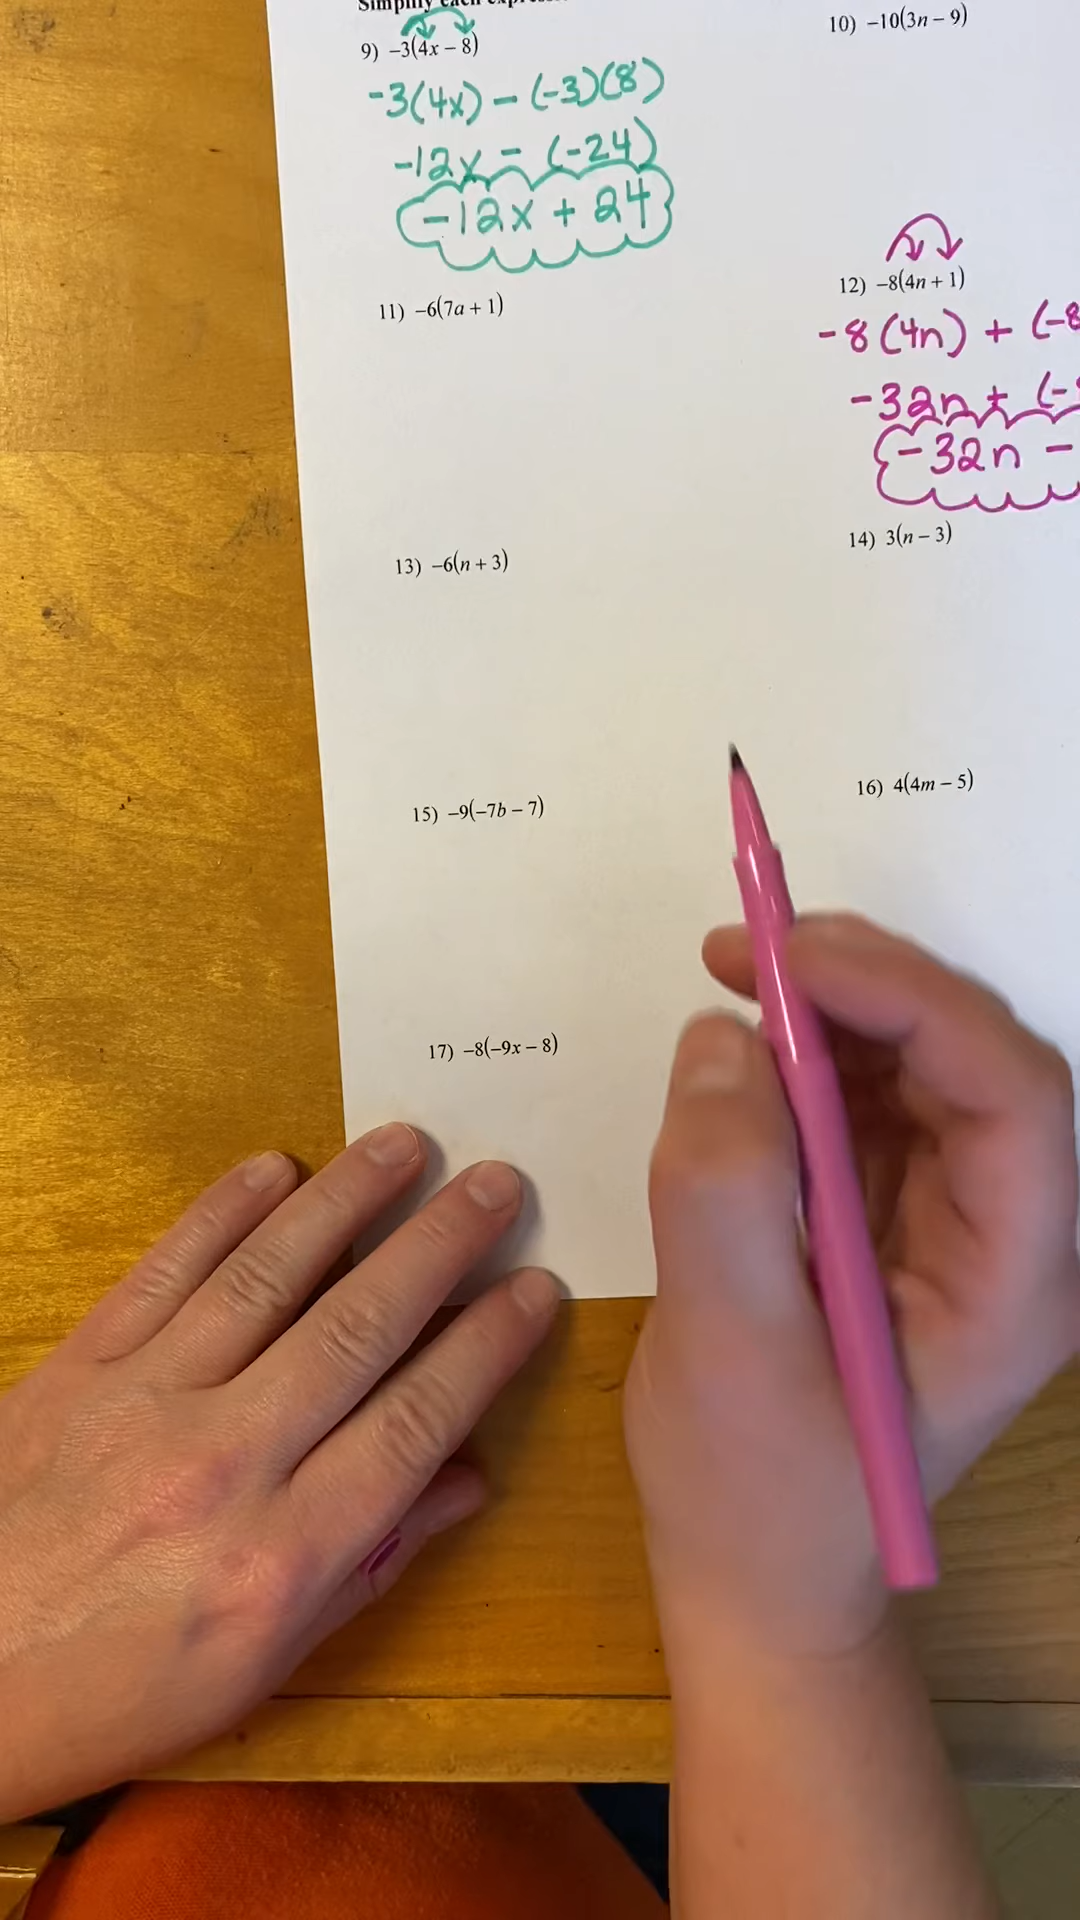 Simplify each
9) −3(4x − 8)
-3(4x) - (-3)(8)
-12x - (-24)
-12x + 24
10) −10(3n − 9)
11) −6(7a + 1)
12) −8(4n + 1)
-8(4n) + (-8
-32n + (-
-32n -
13) −6(n + 3)
14) 3(n − 3)
15) −9(−7b − 7)
16) 4(4m − 5)
17) −8(−9x − 8)